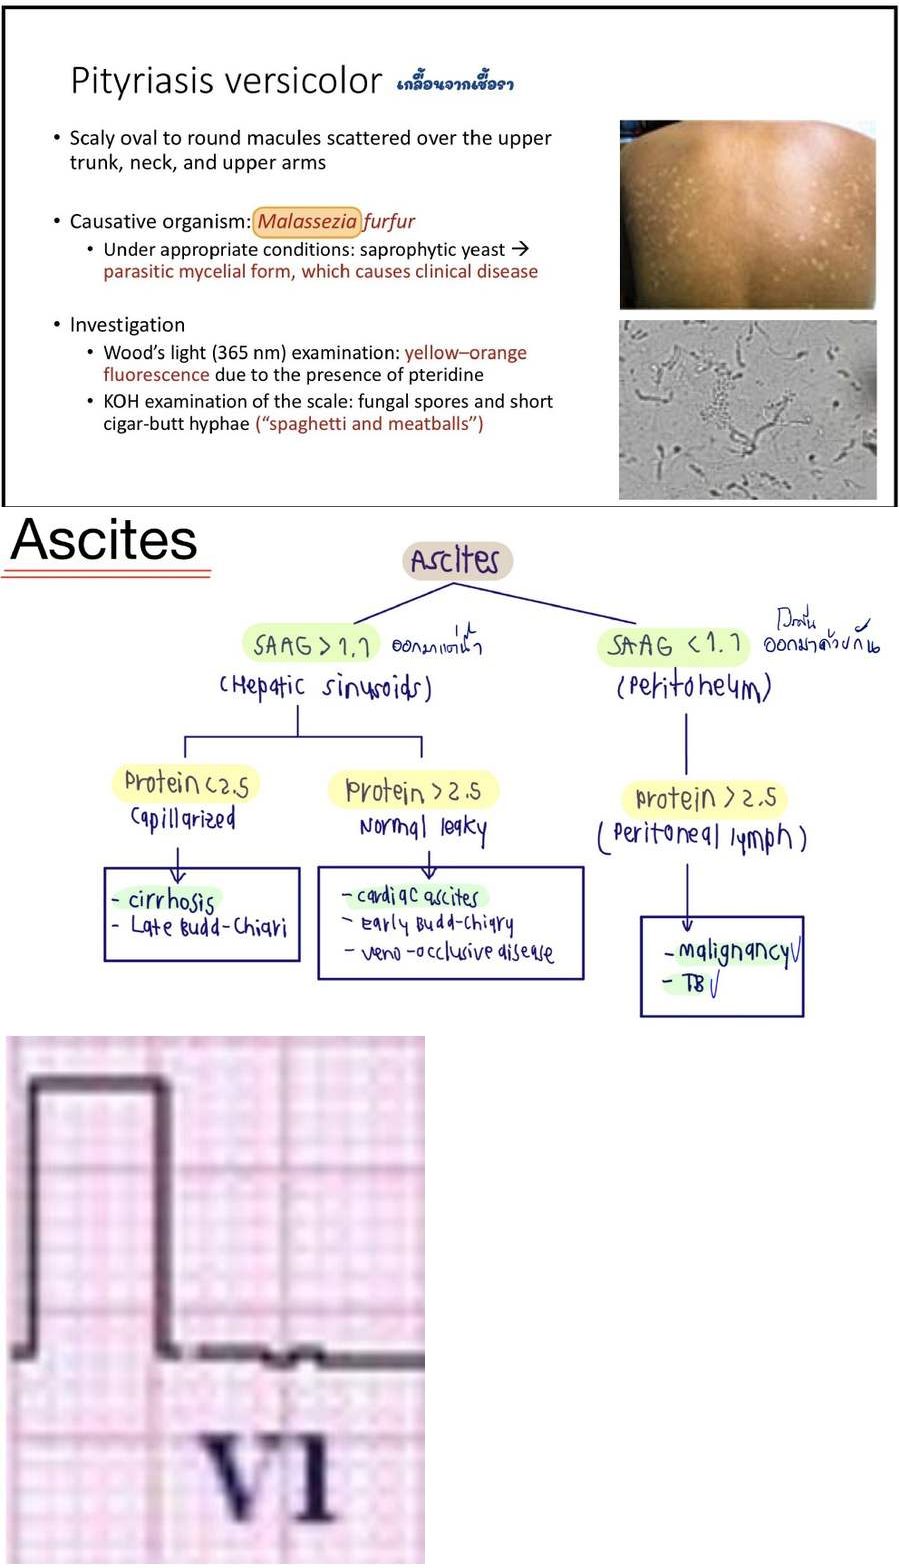 Pityriasis versicolor เกลื้อนจากเชื้อรา
• Scaly oval to round macules scattered over the upper
trunk, neck, and upper arms
• Causative organism: Malassezia furfur
• Under appropriate conditions: saprophytic yeast →
parasitic mycelial form, which causes clinical disease
• Investigation
• Wood's light (365 nm) examination: yellow–orange
fluorescence due to the presence of pteridine
• KOH examination of the scale: fungal spores and short
cigar-butt hyphae ("spaghetti and meatballs")
Ascites
Ascites
SAAG > 1.1 ออกมาแต่น้ำ
(Hepatic sinusoids)
SAAG < 1.1
ออกมาด้วยกัน
(Peritoneum)
Protein < 2.5
Capillarized
- cirrhosis
- Late Budd-Chiari
protein > 2.5
Normal leaky
- cardiac ascites
- Early Budd-Chiary
- veno-occlusive disease
protein > 2.5
(Peritoneal lymph)
- malignancy
- TB
V1